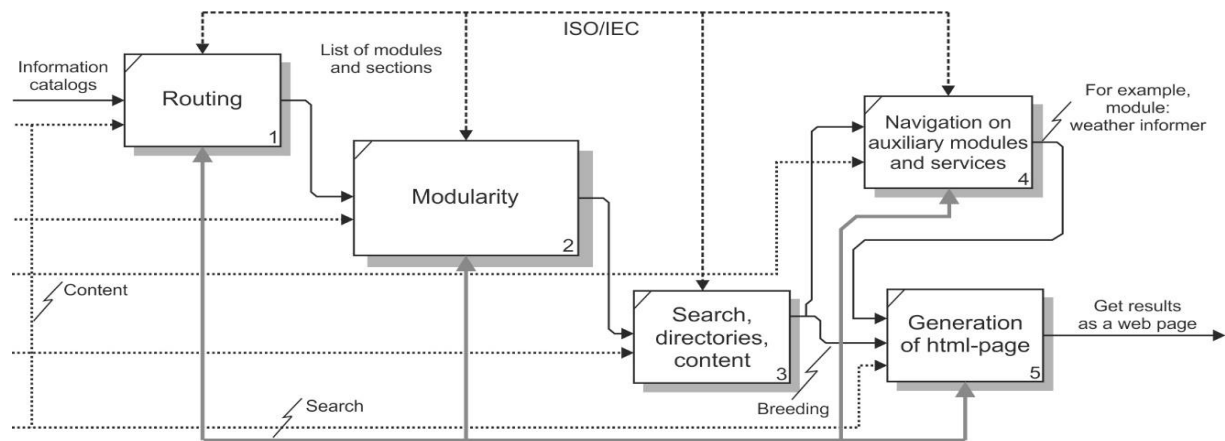 ISO/IEC
Information
catalogs
Routing
1
List of modules
and sections
Modularity
2
Search,
directories,
content
3
Navigation on
auxiliary modules
and services
4
For example,
module:
weather informer
Generation
of html-page
5
Get results
as a web page
Content
Search
Breeding